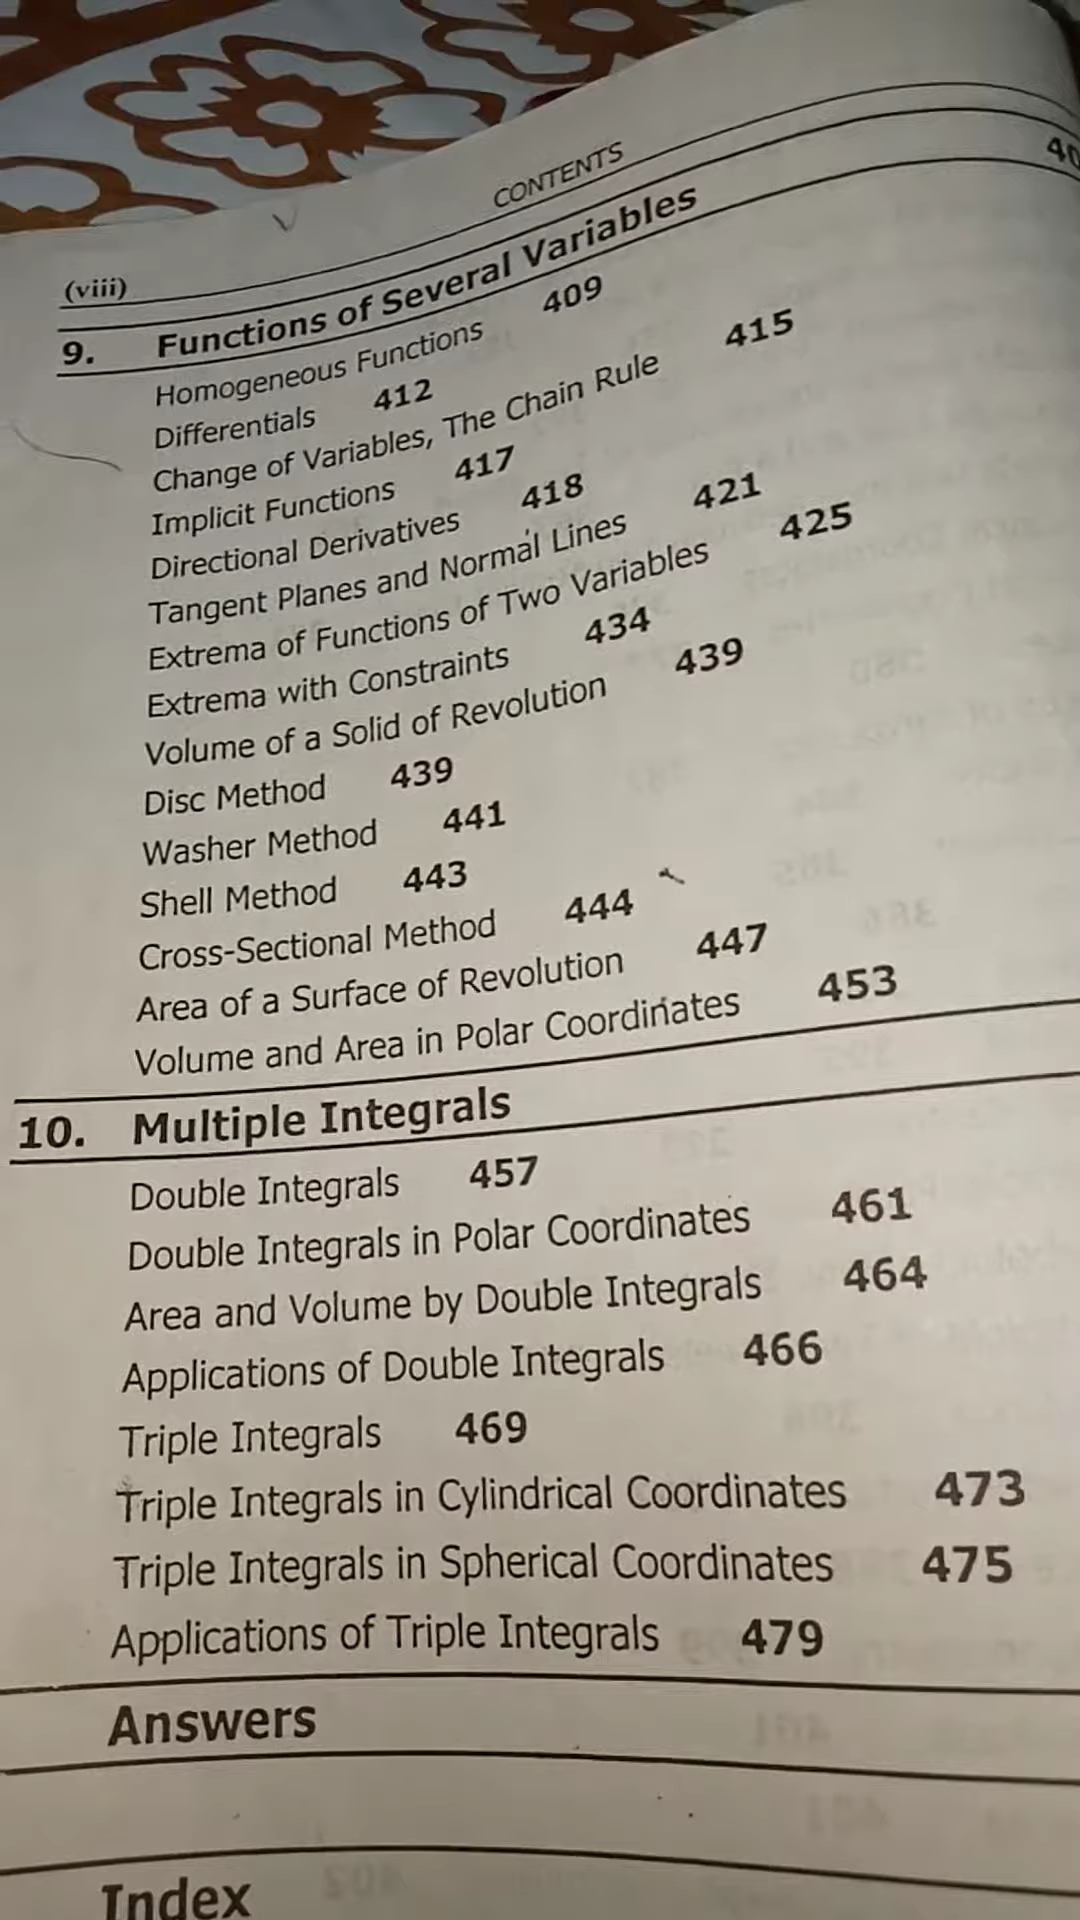 CONTENTS
(viii)
9. Functions of Several Variables
Homogeneous Functions 409
Differentials 412
Change of Variables, The Chain Rule 415
Implicit Functions 417
Directional Derivatives 418
Tangent Planes and Normal Lines 421
Extrema of Functions of Two Variables 425
Extrema with Constraints 434
Volume of a Solid of Revolution 439
Disc Method 439
Washer Method 441
Shell Method 443
Cross-Sectional Method 444
Area of a Surface of Revolution 447
Volume and Area in Polar Coordinates 453
10. Multiple Integrals
Double Integrals 457
Double Integrals in Polar Coordinates 461
Area and Volume by Double Integrals 464
Applications of Double Integrals 466
Triple Integrals 469
Triple Integrals in Cylindrical Coordinates 473
Triple Integrals in Spherical Coordinates 475
Applications of Triple Integrals 479
Answers
Index